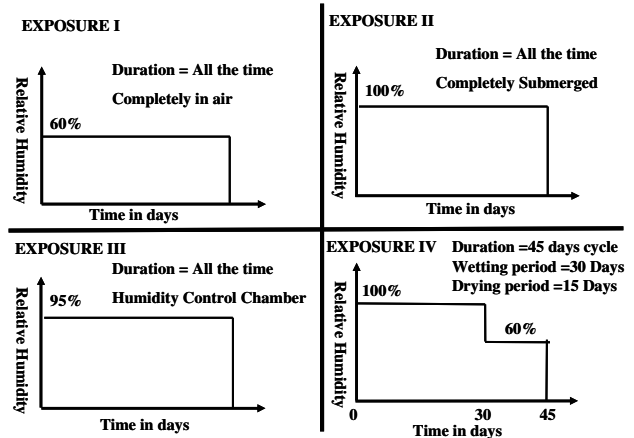 EXPOSURE I
Duration = All the time
Completely in air
60%
Relative Humidity
Time in days
EXPOSURE II
Duration = All the time
Completely Submerged
100%
Relative Humidity
Time in days
EXPOSURE III
Duration = All the time
Humidity Control Chamber
95%
Relative Humidity
Time in days
EXPOSURE IV
Duration =45 days cycle
Wetting period =30 Days
Drying period =15 Days
100%
60%
Relative Humidity
0
30
45
Time in days